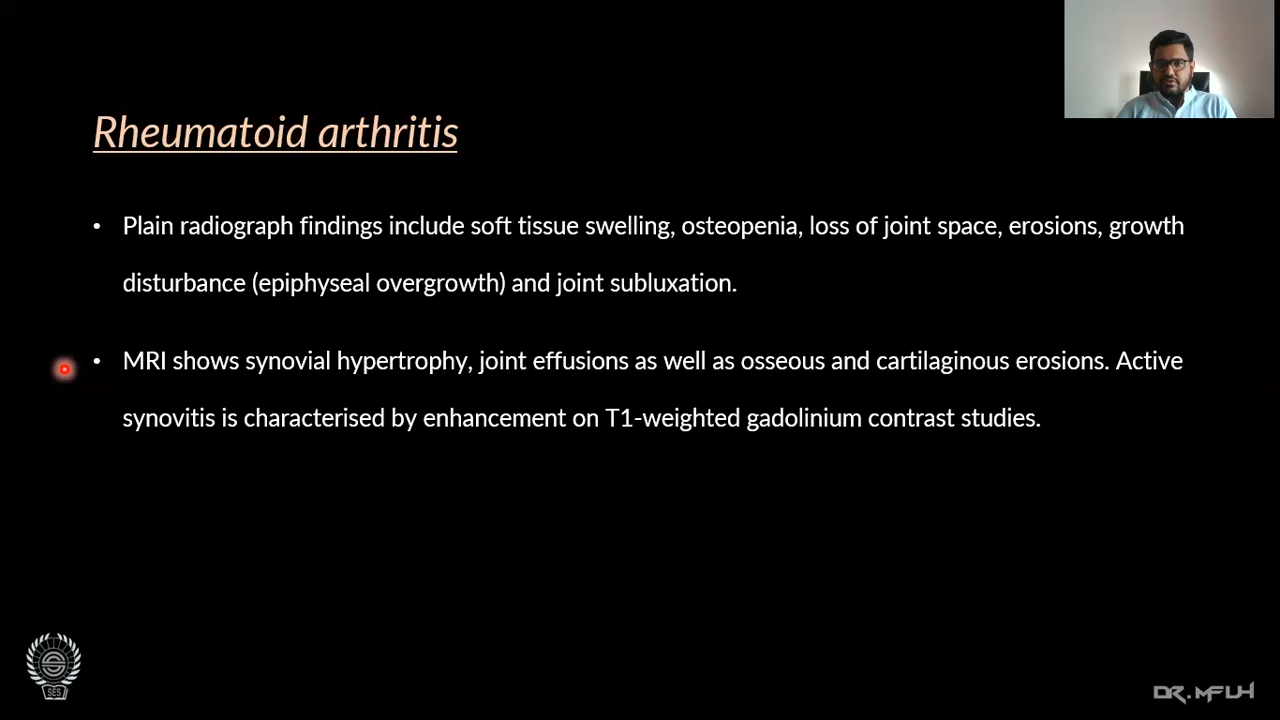 Rheumatoid arthritis
• Plain radiograph findings include soft tissue swelling, osteopenia, loss of joint space, erosions, growth
disturbance (epiphyseal overgrowth) and joint subluxation.
• MRI shows synovial hypertrophy, joint effusions as well as osseous and cartilaginous erosions. Active
synovitis is characterised by enhancement on T1-weighted gadolinium contrast studies.
SES
DR.MFUH